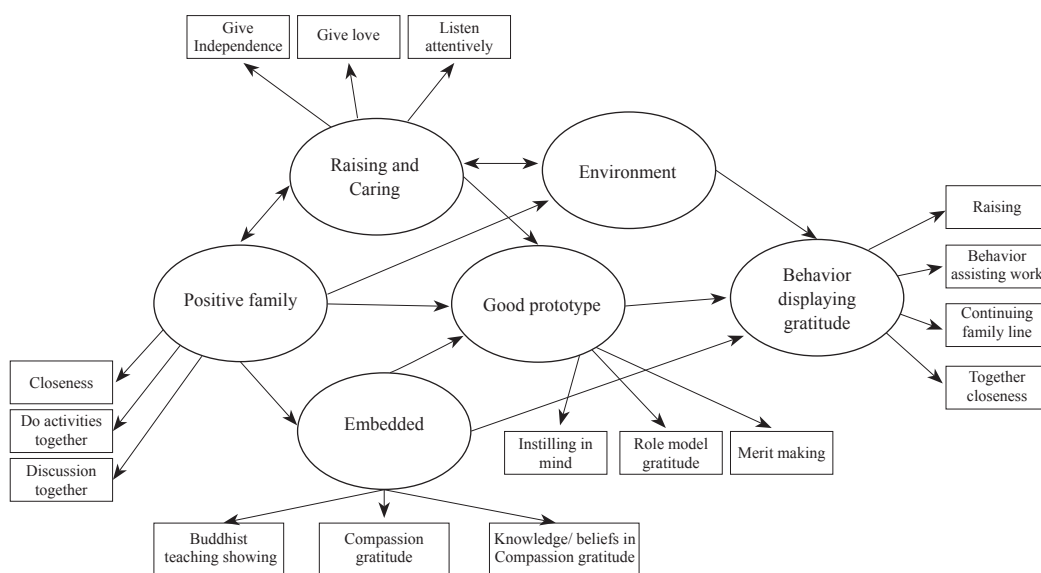 Give
Independence
Give love
Listen
attentively
Raising and
Caring
Environment
Raising
Behavior
assisting work
Continuing
family line
Together
closeness
Positive family
Good prototype
Behavior
displaying
gratitude
Closeness
Do activities
together
Discussion
together
Embedded
Instilling in
mind
Role model
gratitude
Merit making
Buddhist
teaching showing
Compassion
gratitude
Knowledge/ beliefs in
Compassion gratitude